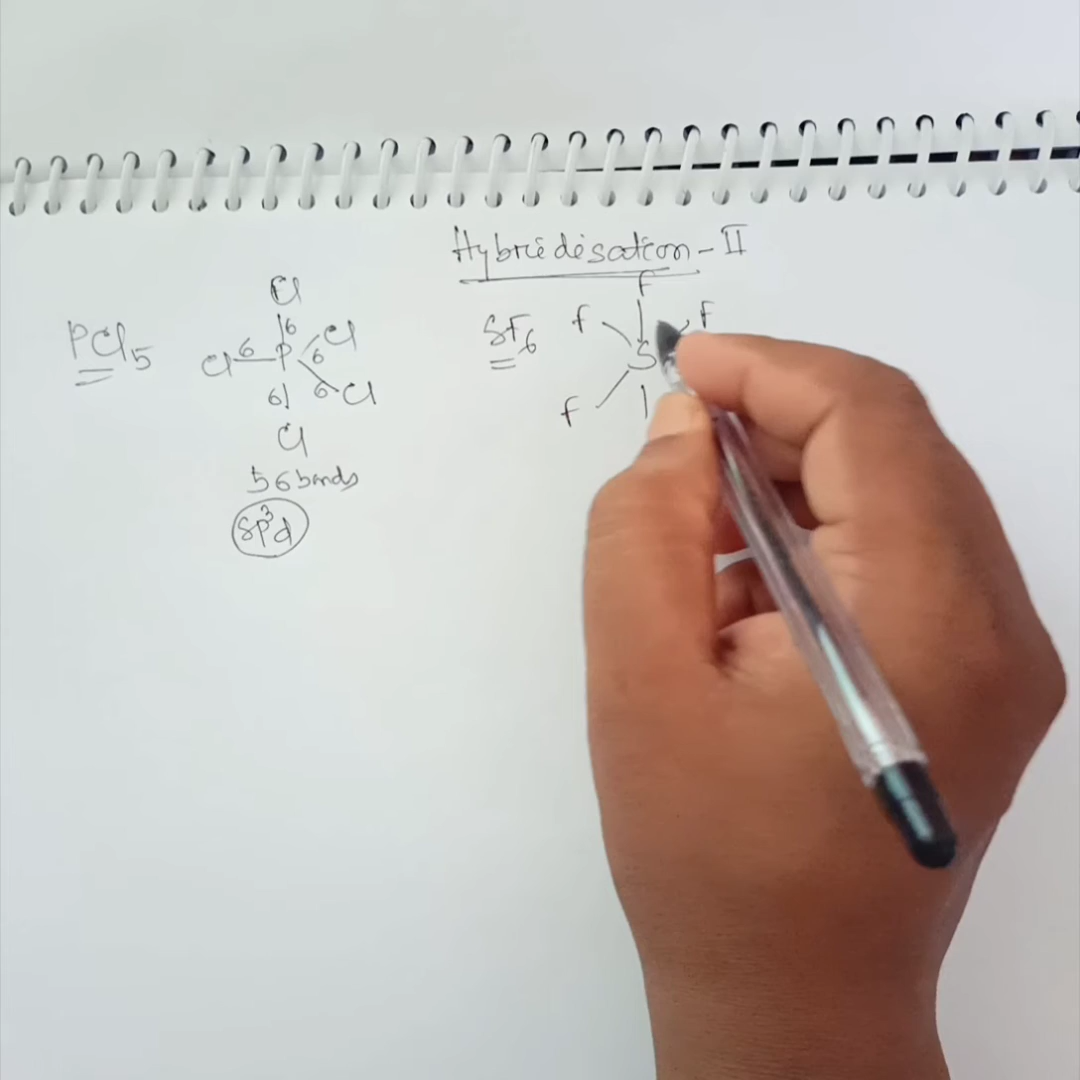 Hybridisation - II
PCl5
Cl
6
Cl 6 P 6 Cl
6 6 Cl
Cl
5 6 bonds
sp3d
SF6
F
F F
S
F